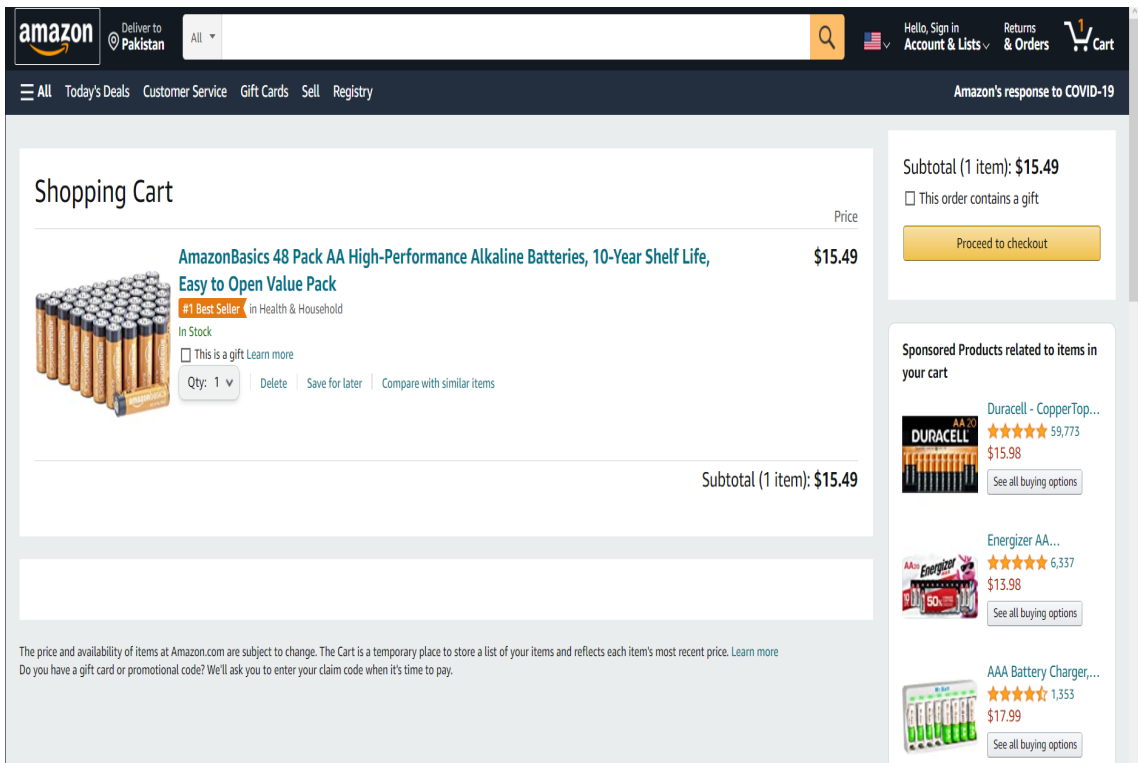 amazon
Deliver to
Pakistan
All
Hello, Sign in
Account & Lists
Returns
& Orders
1
Cart
All Today's Deals Customer Service Gift Cards Sell Registry
Amazon's response to COVID-19
Shopping Cart
Price
AmazonBasics 48 Pack AA High-Performance Alkaline Batteries, 10-Year Shelf Life,
Easy to Open Value Pack
$15.49
#1 Best Seller in Health & Household
In Stock
This is a gift Learn more
Qty: 1 Delete Save for later Compare with similar items
amazonbasics
Subtotal (1 item): $15.49
The price and availability of items at Amazon.com are subject to change. The Cart is a temporary place to store a list of your items and reflects each item's most recent price. Learn more
Do you have a gift card or promotional code? We'll ask you to enter your claim code when it's time to pay.
Subtotal (1 item): $15.49
This order contains a gift
Proceed to checkout
Sponsored Products related to items in
your cart
AA 20
DURACELL
Duracell - CopperTop...
59,773
$15.98
See all buying options
Energizer
50%
Energizer AA...
6,337
$13.98
See all buying options
AAA Battery Charger,...
1,353
$17.99
See all buying options